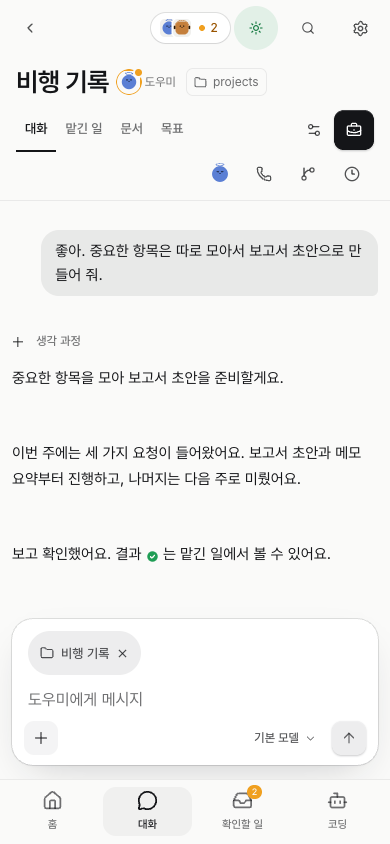 2
비행 기록
도우미
projects
대화
맡긴 일
문서
목표
좋아. 중요한 항목은 따로 모아서 보고서 초안으로 만
들어 줘.
생각 과정
중요한 항목을 모아 보고서 초안을 준비할게요.
이번 주에는 세 가지 요청이 들어왔어요. 보고서 초안과 메모
요약부터 진행하고, 나머지는 다음 주로 미뤘어요.
보고 확인했어요. 결과 는 맡긴 일에서 볼 수 있어요.
비행 기록
도우미에게 메시지
기본 모델
2
홈
대화
확인할 일
코딩